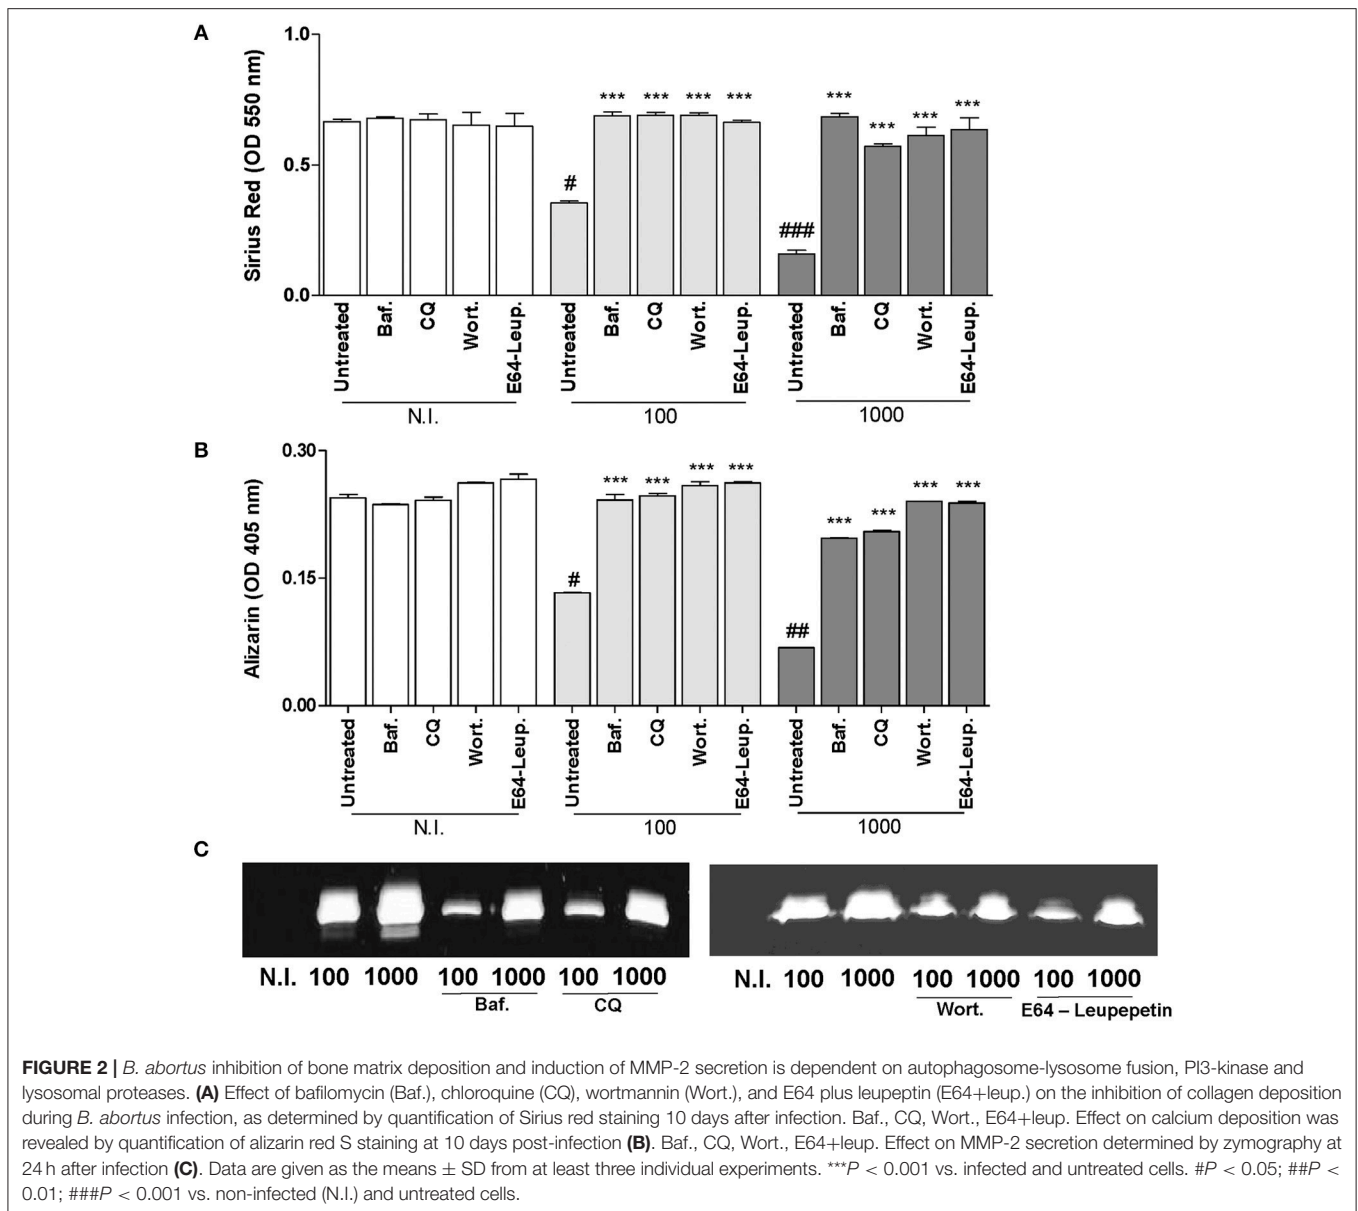 A
1.0
0.5
0.0
Sirius Red (OD 550 nm)
# *** *** *** ***
### *** *** *** ***
Untreated Baf. CQ Wort. E64-Leup. Untreated Baf. CQ Wort. E64-Leup. Untreated Baf. CQ Wort. E64-Leup.
N.I. 100 1000
B
0.30
0.15
0.00
Alizarin (OD 405 nm)
# *** *** *** ***
## *** *** *** ***
Untreated Baf. CQ Wort. E64-Leup. Untreated Baf. CQ Wort. E64-Leup. Untreated Baf. CQ Wort. E64-Leup.
N.I. 100 1000
C
N.I. 100 1000 100 1000 100 1000
Baf. CQ
N.I. 100 1000 100 1000 100 1000
Wort. E64 – Leupepetin
FIGURE 2 | B. abortus inhibition of bone matrix deposition and induction of MMP-2 secretion is dependent on autophagosome-lysosome fusion, PI3-kinase and
lysosomal proteases. (A) Effect of bafilomycin (Baf.), chloroquine (CQ), wortmannin (Wort.), and E64 plus leupeptin (E64+leup.) on the inhibition of collagen deposition
during B. abortus infection, as determined by quantification of Sirius red staining 10 days after infection. Baf., CQ, Wort., E64+leup. Effect on calcium deposition was
revealed by quantification of alizarin red S staining at 10 days post-infection (B). Baf., CQ, Wort., E64+leup. Effect on MMP-2 secretion determined by zymography at
24 h after infection (C). Data are given as the means ± SD from at least three individual experiments. ***P < 0.001 vs. infected and untreated cells. #P < 0.05; ##P <
0.01; ###P < 0.001 vs. non-infected (N.I.) and untreated cells.